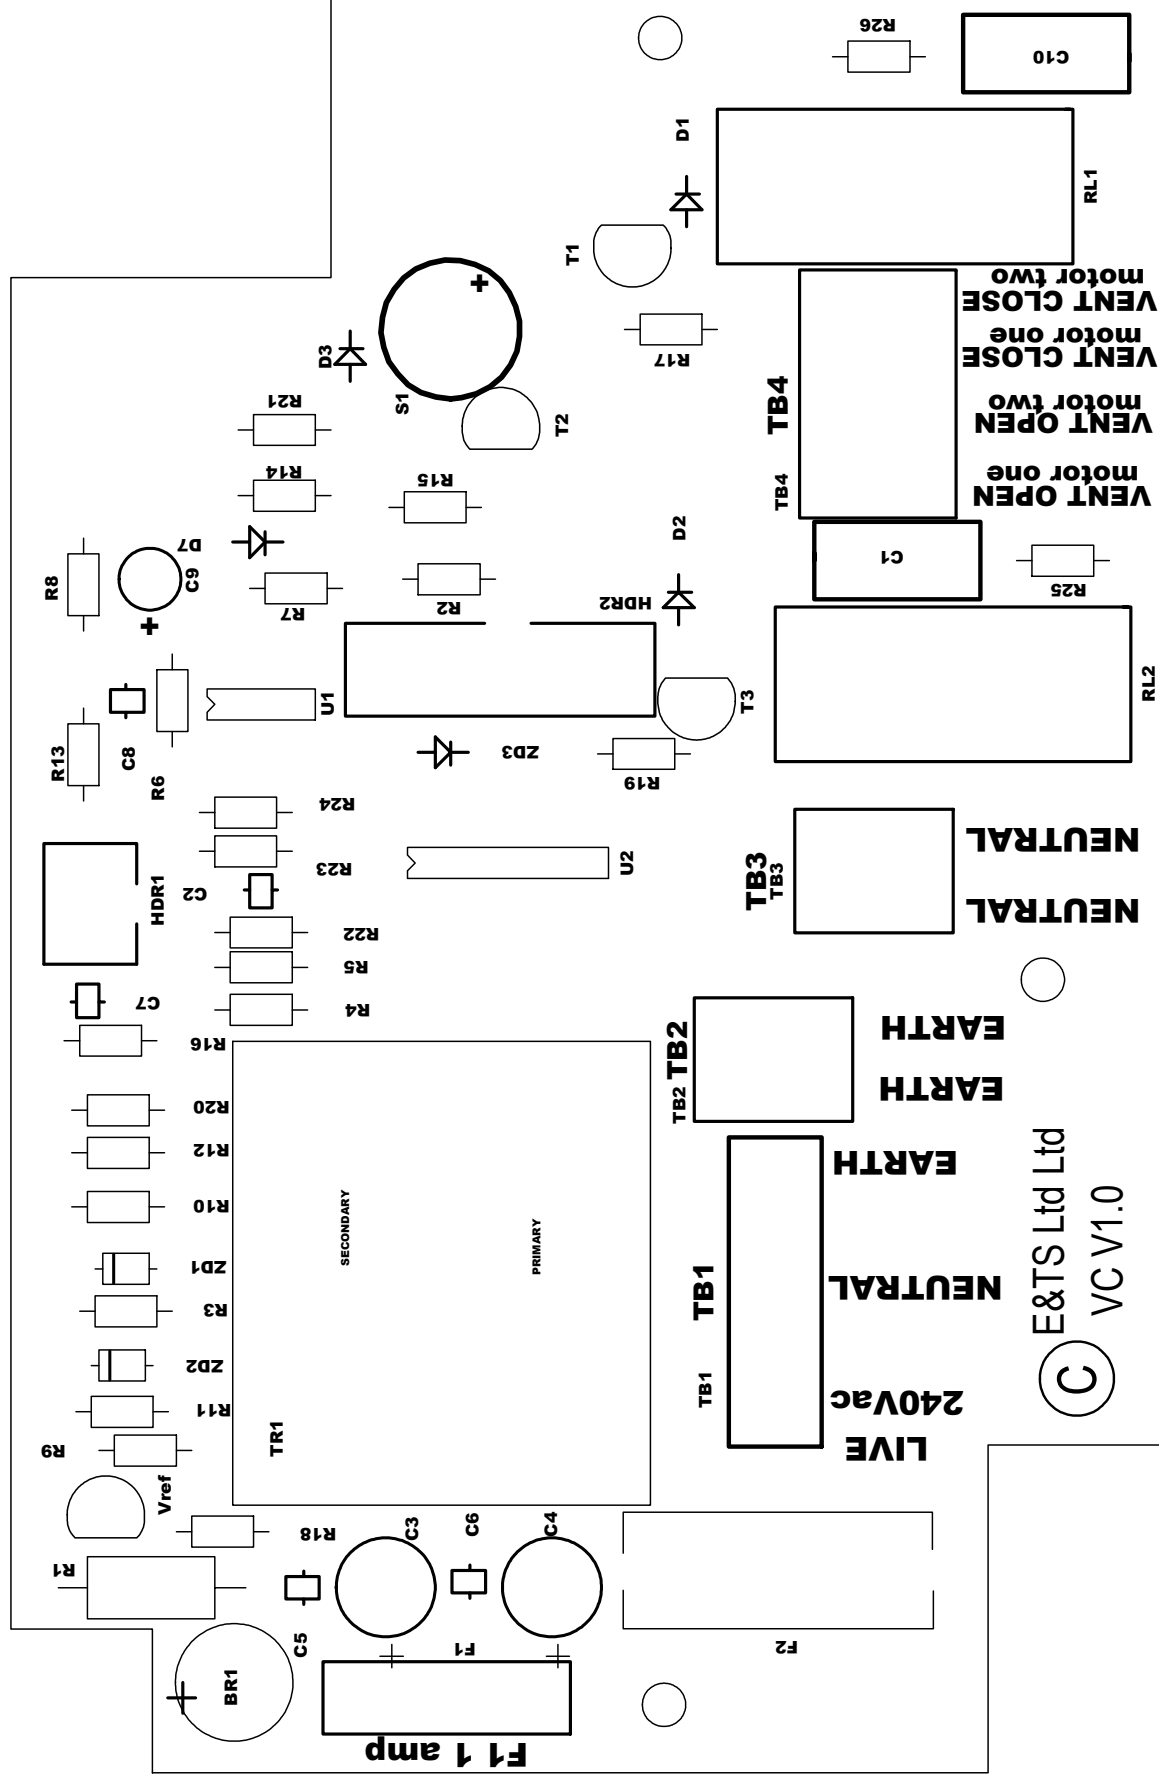 R26
C10
D1
RL1
T1
motor two
VENT CLOSE
motor one
VENT CLOSE
R17
D3
S1
T2
R21
TB4
motor two
VENT OPEN
R14
R15
TB4
motor one
VENT OPEN
D2
D7
C9
R8
R7
R2
HDR2
C1
R25
U1
T3
RL2
R13
C8
R6
ZD3
R19
R24
R23
U2
TB3
TB3
NEUTRAL
NEUTRAL
HDR1
C2
R22
R5
R4
C7
R16
TB2
TB2
EARTH
EARTH
R20
R12
R10
ZD1
R3
ZD2
R11
R9
SECONDARY
PRIMARY
TR1
TB1
TB1
EARTH
NEUTRAL
240Vac
LIVE
E&TS Ltd Ltd
VC V1.0
C
Vref
R18
C3
C6
C4
R1
C5
F1
F2
BR1
F1 1 amp